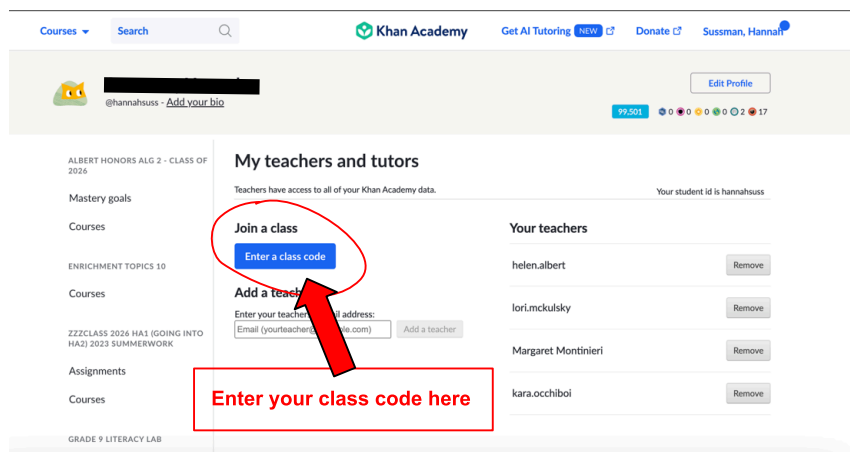 Courses
Search
Khan Academy
Get AI Tutoring NEW
Donate
Sussman, Hannah
@hannahsuss - Add your bio
Edit Profile
99,501 0 0 0 0 2 17
ALBERT HONORS ALG 2 - CLASS OF
2026
Mastery goals
Courses
ENRICHMENT TOPICS 10
Courses
ZZZCLASS 2026 HA1 (GOING INTO
HA2) 2023 SUMMERWORK
Assignments
Courses
GRADE 9 LITERACY LAB
My teachers and tutors
Teachers have access to all of your Khan Academy data.
Your student id is hannahsuss
Join a class
Enter a class code
Add a teach
Enter your teacher il address:
Email (yourteacher@ le.com)
Add a teacher
Enter your class code here
Your teachers
helen.albert
Remove
lori.mckulsky
Remove
Margaret Montinieri
Remove
kara.occhiboi
Remove